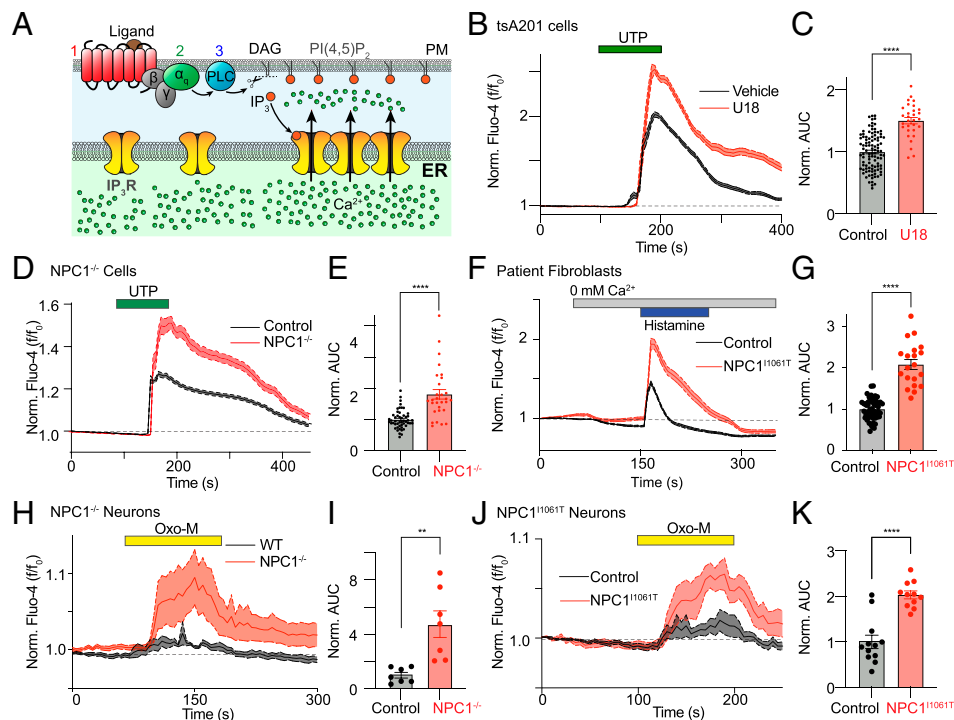 A
Ligand
1
2
3
DAG
PI(4,5)P2
PM
β
γ
αq
PLC
IP3
IP3R
ER
Ca2+
B
tsA201 cells
UTP
Vehicle
U18
Norm. Fluo-4 (f/f0)
2
1
0
200
400
Time (s)
C
****
Norm. AUC
3
2
1
0
Control
U18
D
NPC1-/- Cells
UTP
Control
NPC1-/-
Norm. Fluo-4 (f/f0)
1.6
1.4
1.2
1.0
0
200
400
Time (s)
E
****
Norm. AUC
4
2
0
Control
NPC1-/-
F
Patient Fibroblasts
0 mM Ca2+
Histamine
Control
NPC1I1061T
Norm. Fluo-4 (f/f0)
2
1
0
150
300
Time (s)
G
****
Norm. AUC
3
2
1
0
Control
NPC1I1061T
H
NPC1-/- Neurons
Oxo-M
WT
NPC1-/-
Norm. Fluo-4 (f/f0)
1.1
1.0
0
150
300
Time (s)
I
**
Norm. AUC
8
4
0
Control
NPC1-/-
J
NPC1I1061T Neurons
Oxo-M
Control
NPC1I1061T
Norm. Fluo-4 (f/f0)
1.1
1.0
0
100
200
Time (s)
K
****
Norm. AUC
3
2
1
0
Control
NPC1I1061T